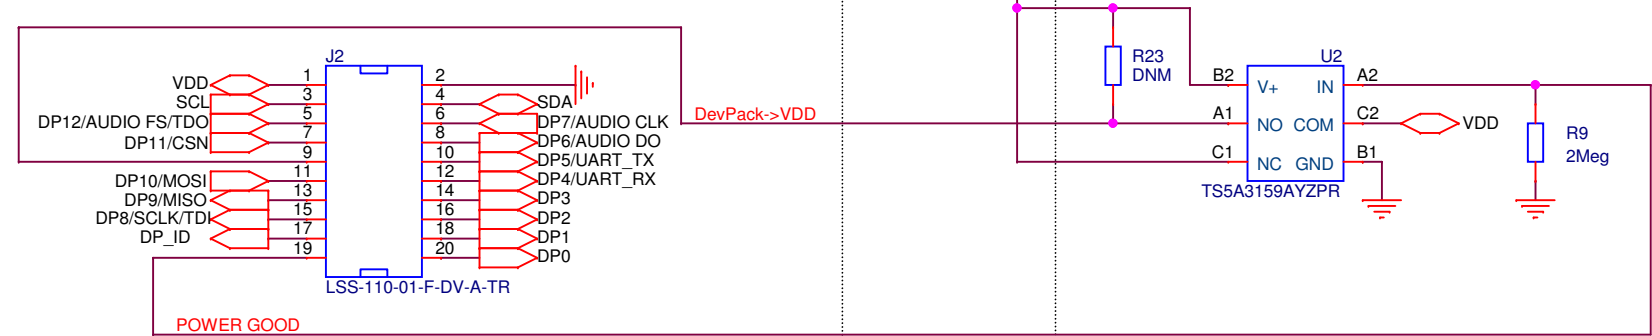 J2
VDD 1 2
SCL 3 4 SDA
DP12/AUDIO FS/TDO 5 6 DP7/AUDIO CLK
DP11/CSN 7 8 DP6/AUDIO DO
9 10 DP5/UART_TX
DP10/MOSI 11 12 DP4/UART_RX
DP9/MISO 13 14 DP3
DP8/SCLK/TDI 15 16 DP2
DP_ID 17 18 DP1
19 20 DP0
LSS-110-01-F-DV-A-TR
POWER GOOD
DevPack->VDD
R23
DNM
U2
B2 V+ IN A2
A1 NO COM C2 VDD
C1 NC GND B1
TS5A3159AYZPR
R9
2Meg